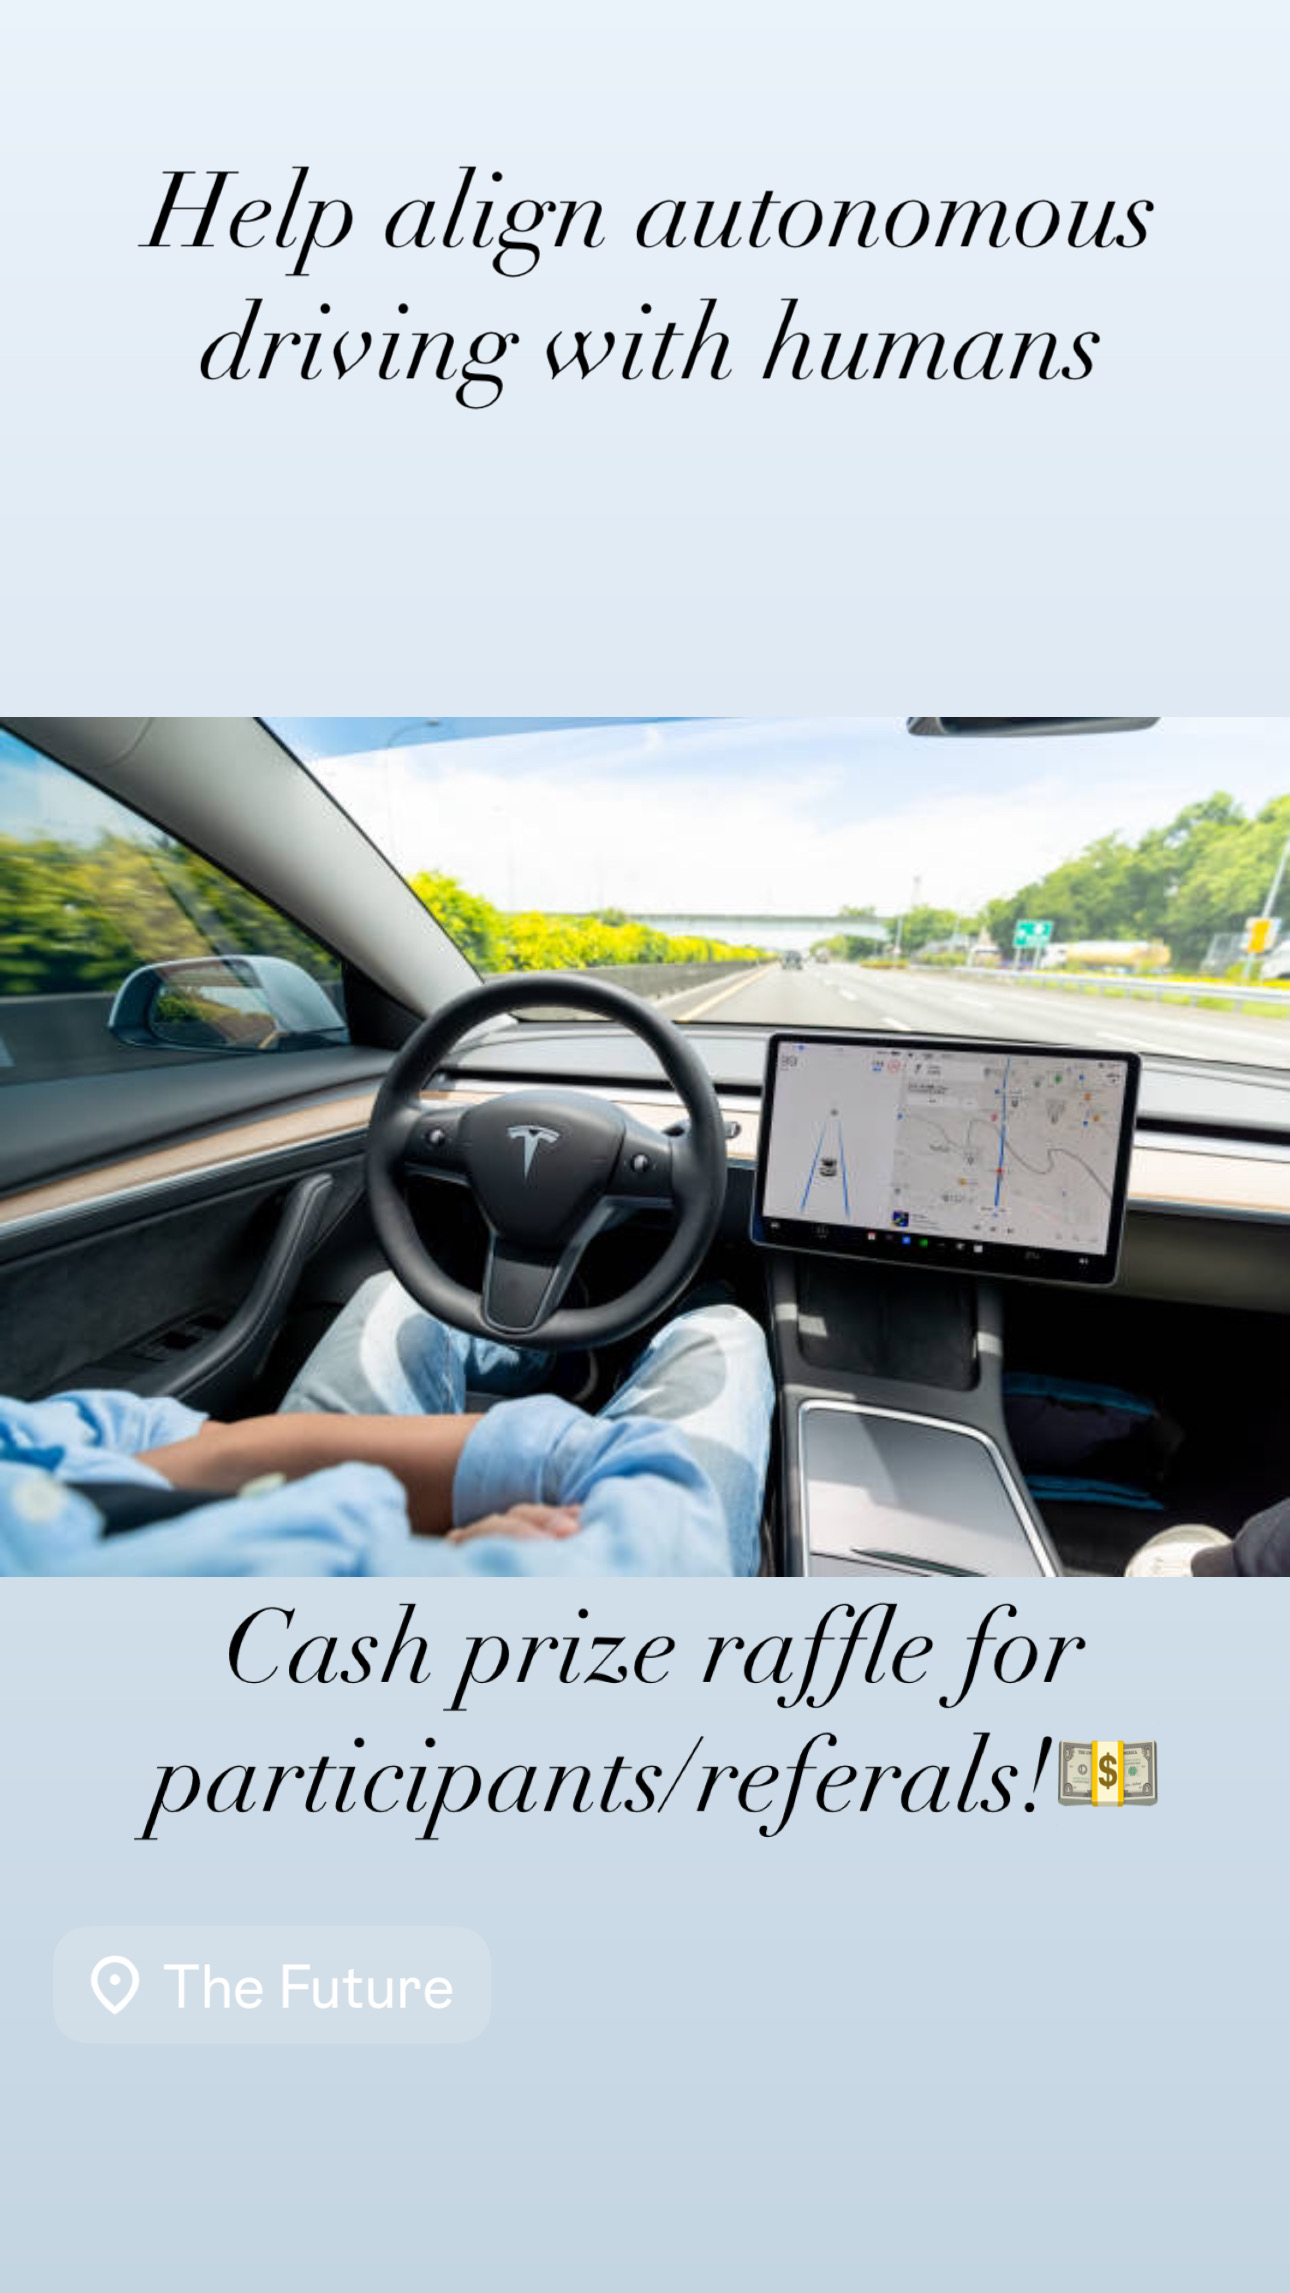 Help align autonomous
driving with humans
Cash prize raffle for
participants/referals!💵
The Future